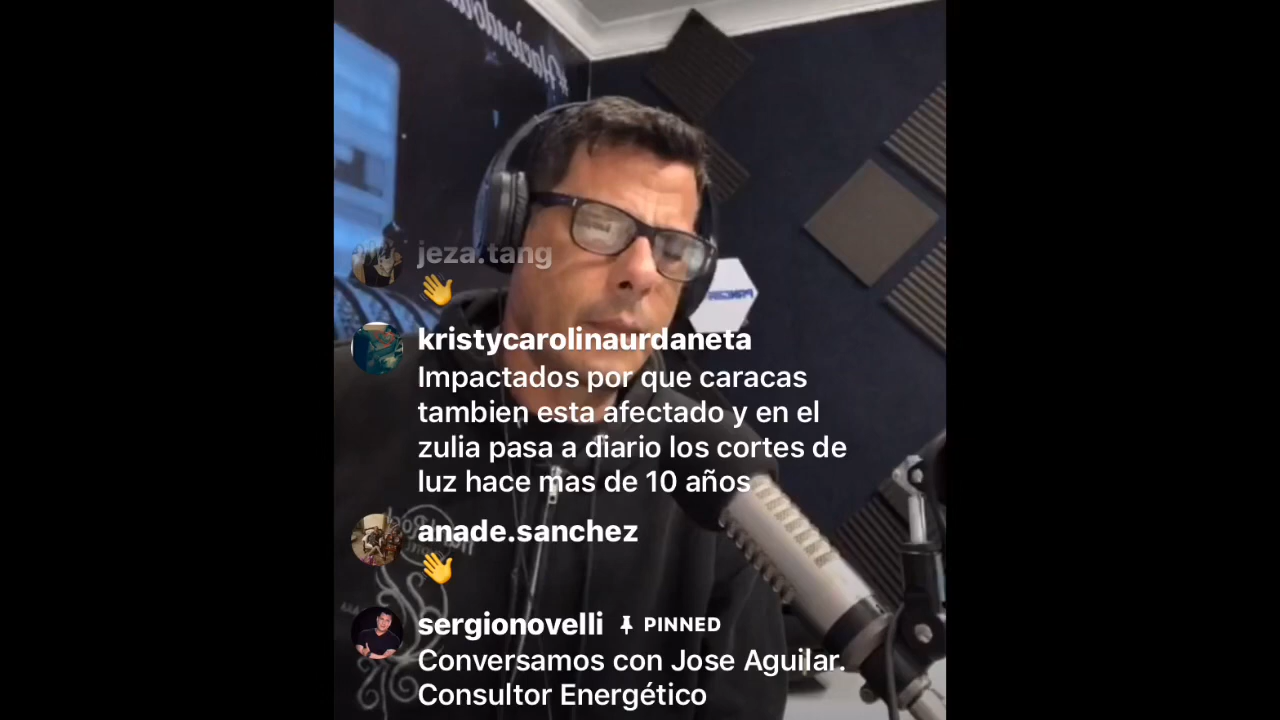 #Haciendo
jeza.tang
👋
kristycarolinaurdaneta
Impactados por que caracas
tambien esta afectado y en el
zulia pasa a diario los cortes de
luz hace mas de 10 años
anade.sanchez
👋
sergionovelli PINNED
Conversamos con Jose Aguilar.
Consultor Energético